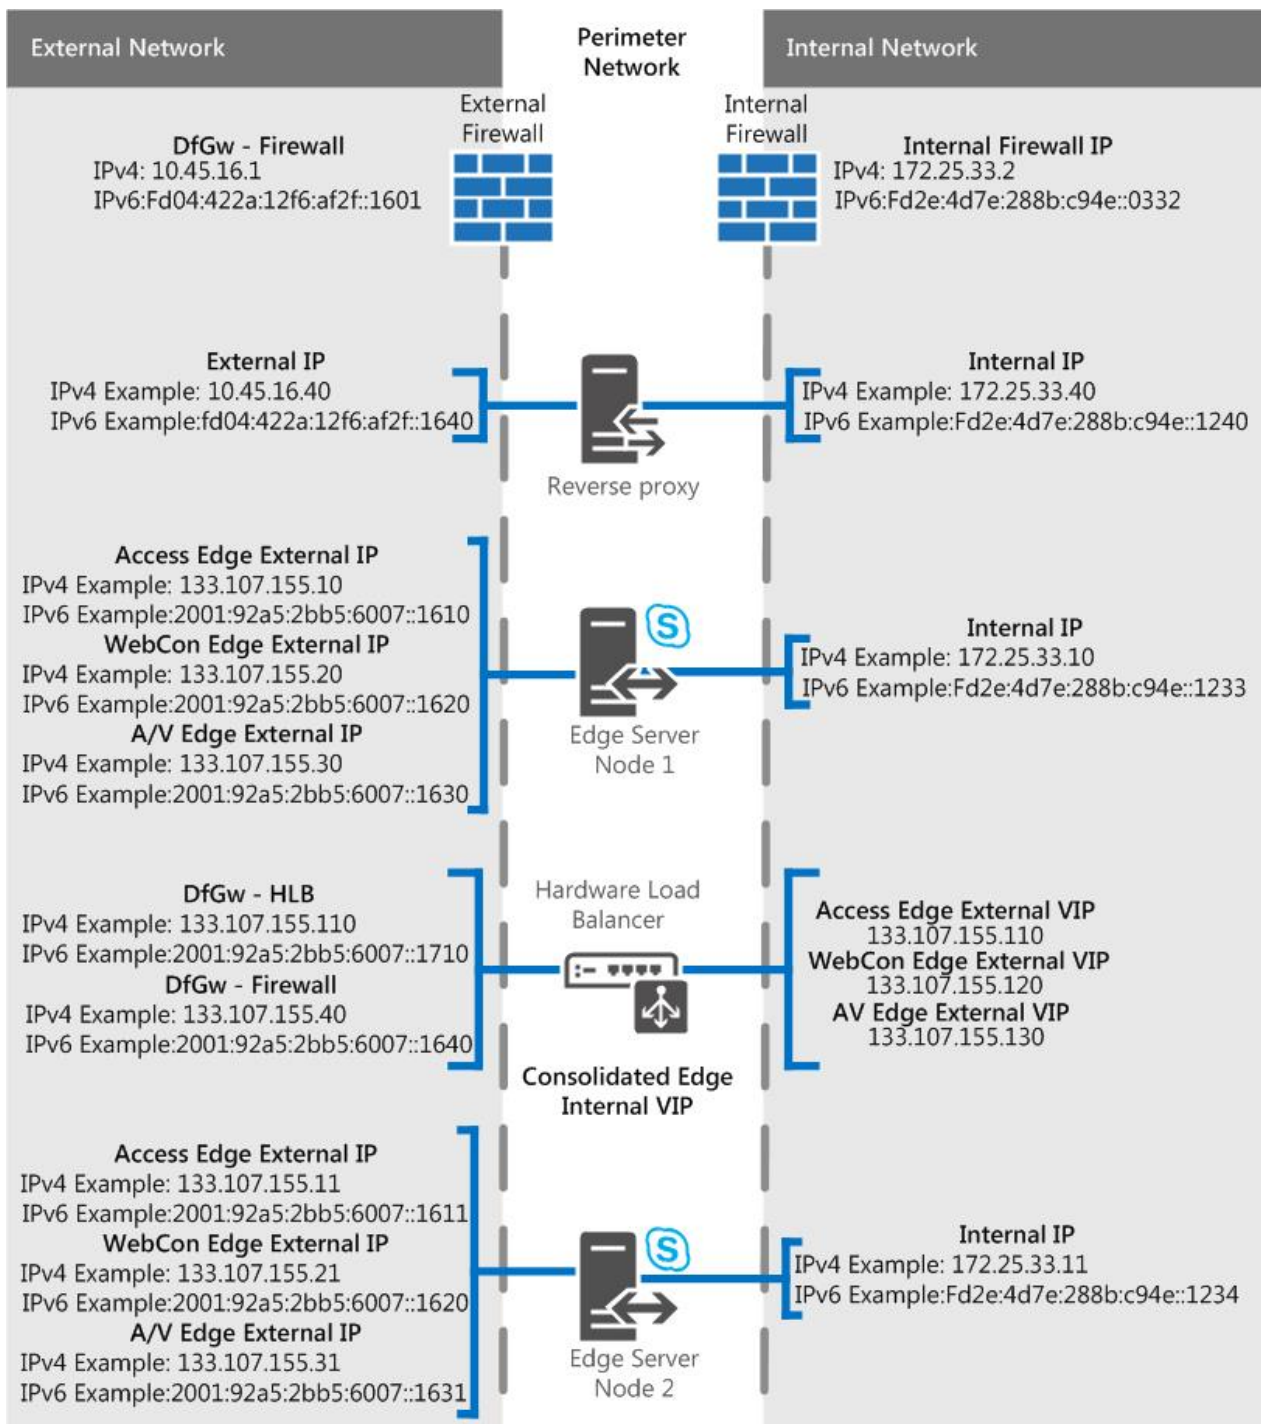 External Network
Perimeter
Network
Internal Network
External
Firewall
Internal
Firewall
DfGw - Firewall
IPv4: 10.45.16.1
IPv6:Fd04:422a:12f6:af2f::1601
Internal Firewall IP
IPv4: 172.25.33.2
IPv6:Fd2e:4d7e:288b:c94e::0332
External IP
IPv4 Example: 10.45.16.40
IPv6 Example:fd04:422a:12f6:af2f::1640
Reverse proxy
Internal IP
IPv4 Example: 172.25.33.40
IPv6 Example:Fd2e:4d7e:288b:c94e::1240
Access Edge External IP
IPv4 Example: 133.107.155.10
IPv6 Example:2001:92a5:2bb5:6007::1610
WebCon Edge External IP
IPv4 Example: 133.107.155.20
IPv6 Example:2001:92a5:2bb5:6007::1620
A/V Edge External IP
IPv4 Example: 133.107.155.30
IPv6 Example:2001:92a5:2bb5:6007::1630
S
Edge Server
Node 1
Internal IP
IPv4 Example: 172.25.33.10
IPv6 Example:Fd2e:4d7e:288b:c94e::1233
DfGw - HLB
IPv4 Example: 133.107.155.110
IPv6 Example:2001:92a5:2bb5:6007::1710
DfGw - Firewall
IPv4 Example: 133.107.155.40
IPv6 Example:2001:92a5:2bb5:6007::1640
Hardware Load
Balancer
Consolidated Edge
Internal VIP
Access Edge External VIP
133.107.155.110
WebCon Edge External VIP
133.107.155.120
AV Edge External VIP
133.107.155.130
Access Edge External IP
IPv4 Example: 133.107.155.11
IPv6 Example:2001:92a5:2bb5:6007::1611
WebCon Edge External IP
IPv4 Example: 133.107.155.21
IPv6 Example:2001:92a5:2bb5:6007::1620
A/V Edge External IP
IPv4 Example: 133.107.155.31
IPv6 Example:2001:92a5:2bb5:6007::1631
S
Edge Server
Node 2
Internal IP
IPv4 Example: 172.25.33.11
IPv6 Example:Fd2e:4d7e:288b:c94e::1234